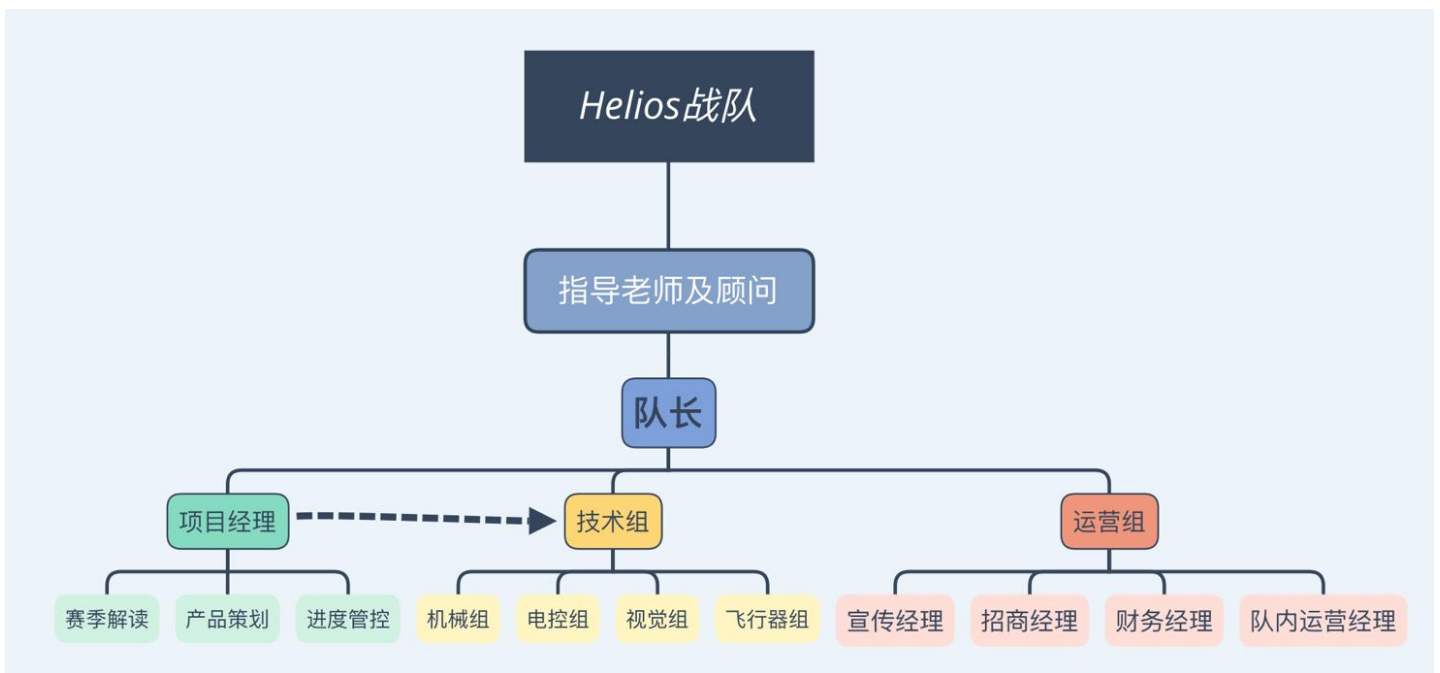 Helios战队
指导老师及顾问
队长
项目经理
技术组
运营组
赛季解读
产品策划
进度管控
机械组
电控组
视觉组
飞行器组
宣传经理
招商经理
财务经理
队内运营经理